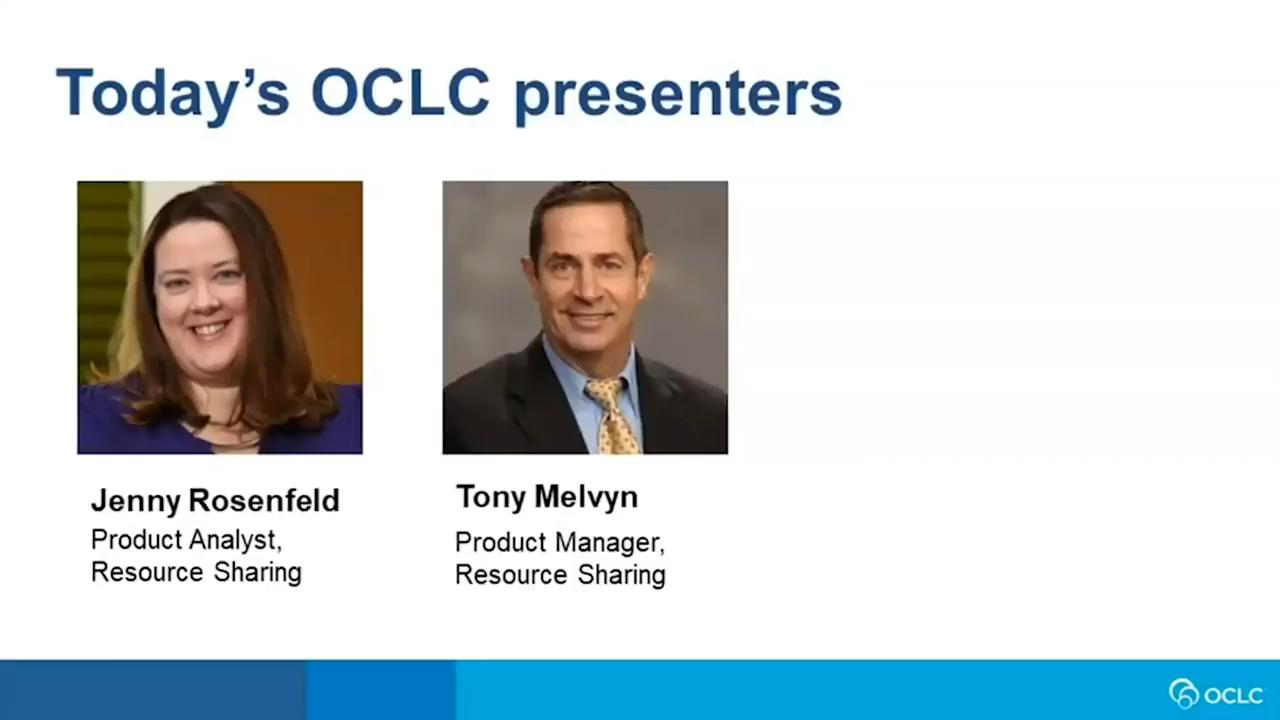 Today’s OCLC presenters
Jenny Rosenfeld
Product Analyst,
Resource Sharing
Tony Melvyn
Product Manager,
Resource Sharing
OCLC